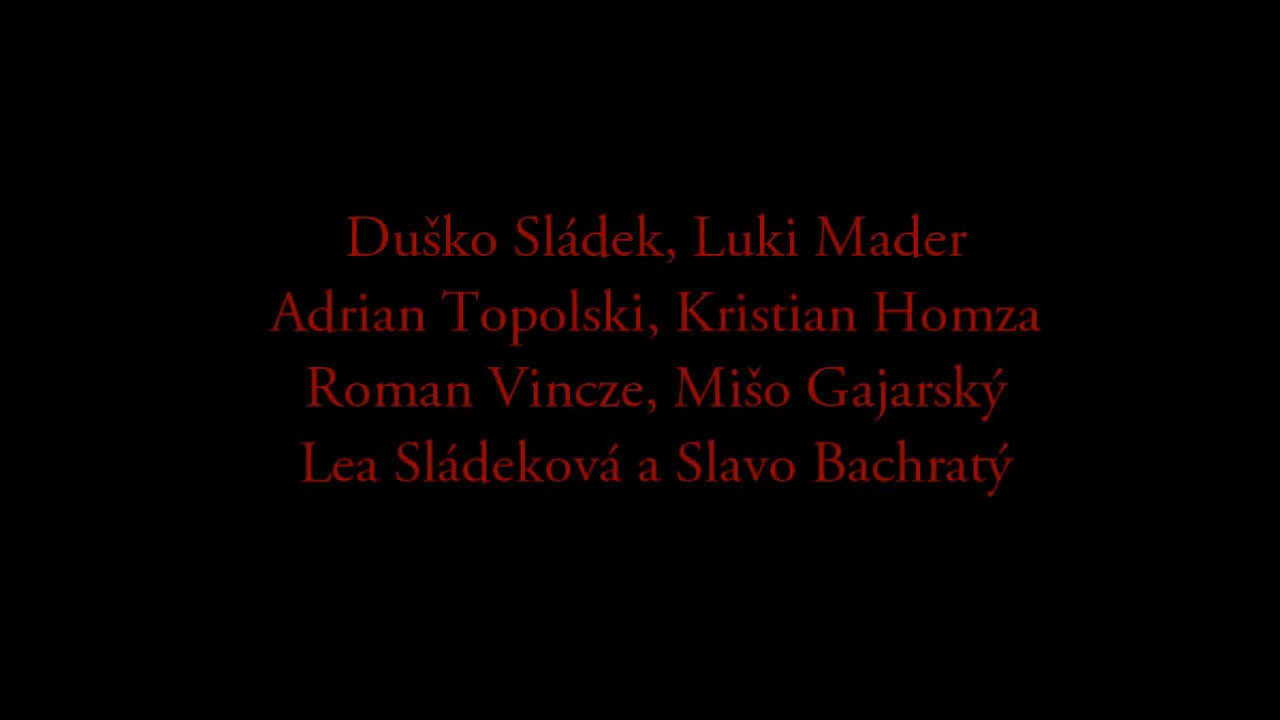 Duško Sládek, Luki Mader
Adrian Topolski, Kristian Homza
Roman Vincze, Mišo Gajarský
Lea Sládeková a Slavo Bachratý